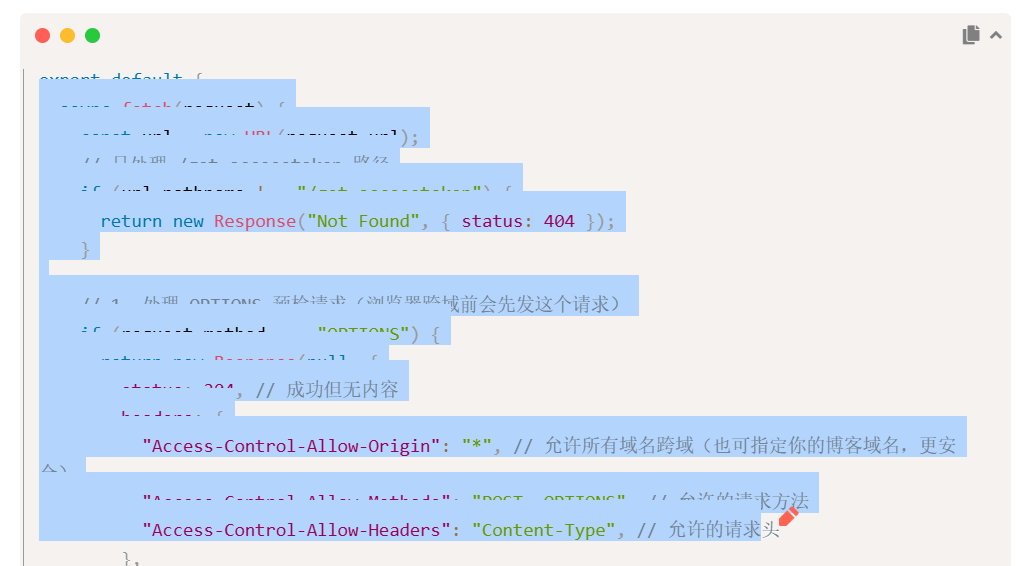 export default {
async fetch(request) {
const url = new URL(request.url);
// 只处理 /get-accesstoken 路径
if (url.pathname !== "/get-accesstoken") {
return new Response("Not Found", { status: 404 });
}
// 1. 处理 OPTIONS 预检请求（浏览器跨域前会先发这个请求）
if (request.method === "OPTIONS") {
return new Response(null, {
status: 204, // 成功但无内容
headers: {
"Access-Control-Allow-Origin": "*", // 允许所有域名跨域（也可指定你的博客域名，更安
全）
"Access-Control-Allow-Methods": "POST, OPTIONS", // 允许的请求方法
"Access-Control-Allow-Headers": "Content-Type", // 允许的请求头
},